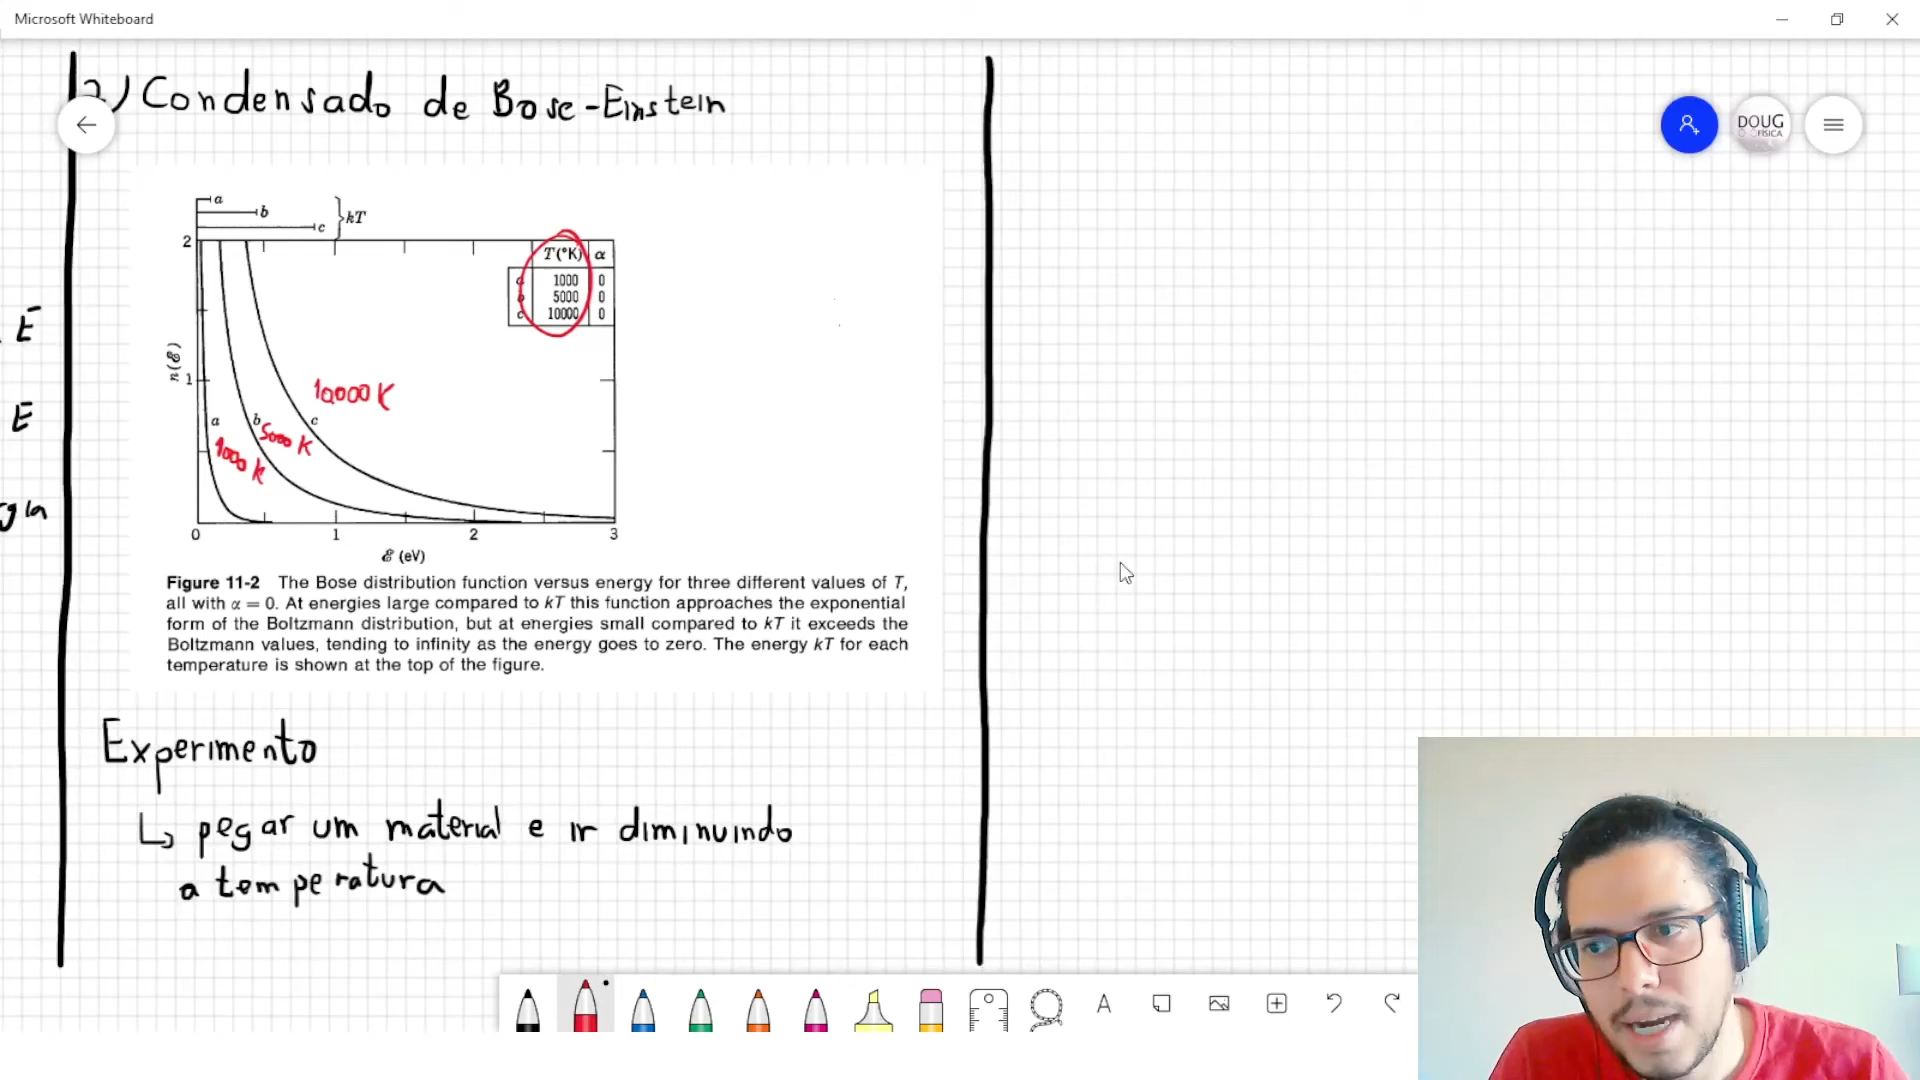 Microsoft Whiteboard
2) Condensado de Bose-Einstein
DOUG
FÍSICA
a
b
c
kT
2
T(°K) α
a 1000 0
b 5000 0
c 10000 0
E
n(ℰ)
1
10000 K
E
a
b
c
5000 K
1000 K
gia
0
1
2
3
ℰ (eV)
Figure 11-2 The Bose distribution function versus energy for three different values of T,
all with α = 0. At energies large compared to kT this function approaches the exponential
form of the Boltzmann distribution, but at energies small compared to kT it exceeds the
Boltzmann values, tending to infinity as the energy goes to zero. The energy kT for each
temperature is shown at the top of the figure.
Experimento
↳ pegar um material e ir diminuindo
a temperatura